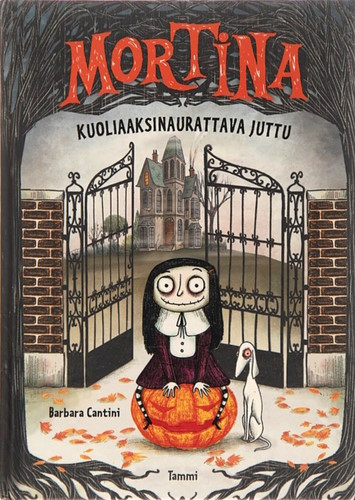 MORTINA
KUOLIAAKSINAURATTAVA JUTTU
Barbara Cantini
Tammi